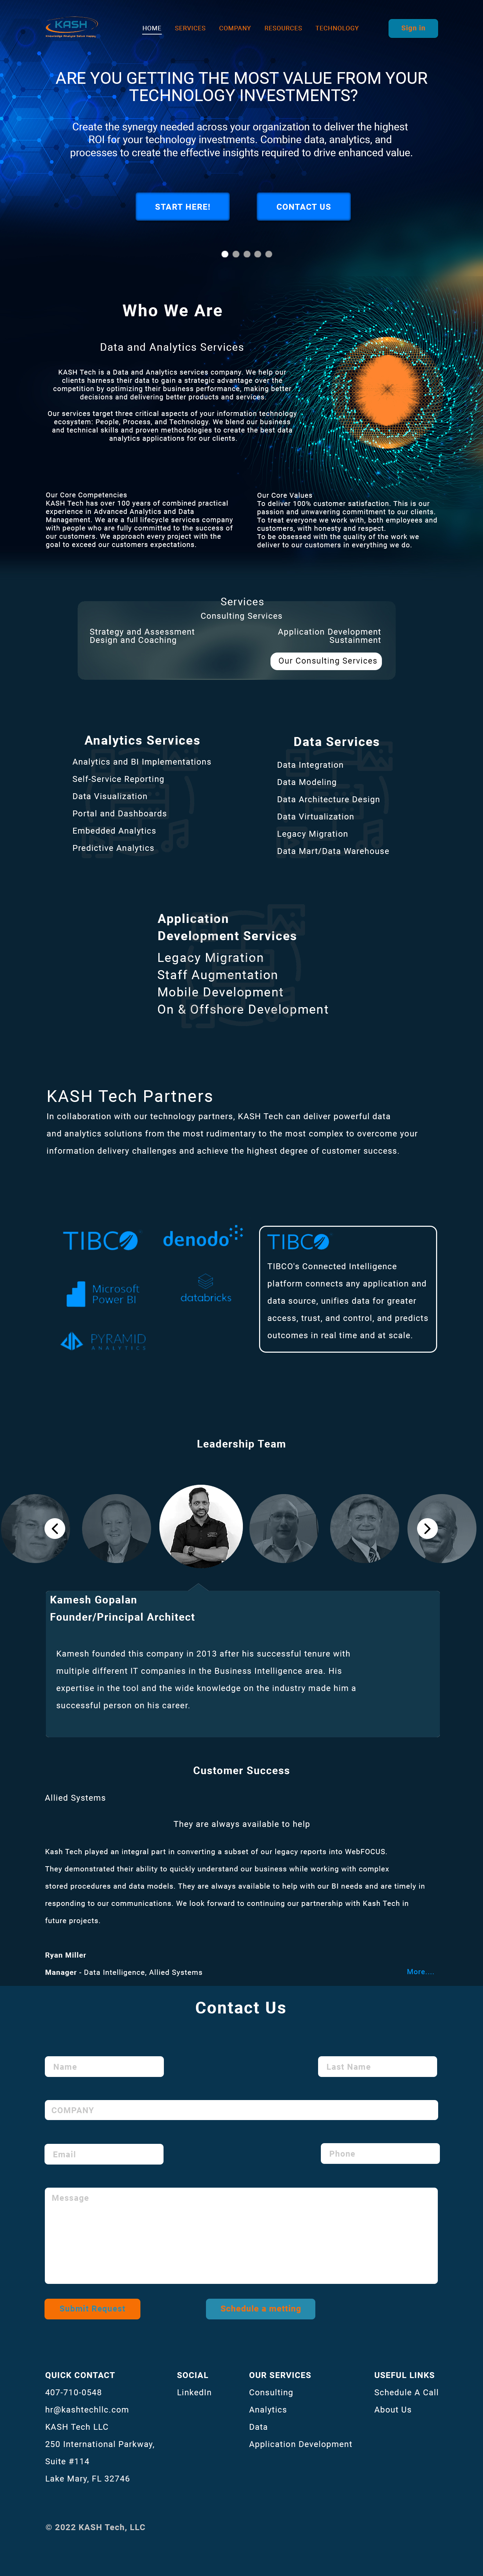 KASH
HOME SERVICES COMPANY RESOURCES TECHNOLOGY
Sign in
ARE YOU GETTING THE MOST VALUE FROM YOUR
TECHNOLOGY INVESTMENTS?
Create the synergy needed across your organization to deliver the highest
ROI for your technology investments. Combine data, analytics, and
processes to create the effective insights required to drive enhanced value.
START HERE!
CONTACT US
Who We Are
Data and Analytics Services
KASH Tech is a Data and Analytics services company. We help our
clients harness their data to gain a strategic advantage over the
competition by optimizing their business performance, making better
decisions and delivering better products and services.
Our services target three critical aspects of your information technology
ecosystem: People, Process, and Technology. We blend our business
and technical skills and proven methodologies to create the best data
analytics applications for our clients.
Our Core Competencies
KASH Tech has over 100 years of combined practical
experience in Advanced Analytics and Data
Management. We are a full lifecycle services company
with people who are fully committed to the success of
our customers. We approach every project with the
goal to exceed our customers expectations.
Our Core Values
To deliver 100% customer satisfaction. This is our
passion and unwavering commitment to our clients.
To treat everyone we work with, both employees and
customers, with honesty and respect.
To be obsessed with the quality of the work we
deliver to our customers in everything we do.
Services
Consulting Services
Strategy and Assessment
Design and Coaching
Application Development
Sustainment
Our Consulting Services
Analytics Services
Analytics and BI Implementations
Self-Service Reporting
Data Visualization
Portal and Dashboards
Embedded Analytics
Predictive Analytics
Data Services
Data Integration
Data Modeling
Data Architecture Design
Data Virtualization
Legacy Migration
Data Mart/Data Warehouse
Application
Development Services
Legacy Migration
Staff Augmentation
Mobile Development
On & Offshore Development
KASH Tech Partners
In collaboration with our technology partners, KASH Tech can deliver powerful data
and analytics solutions from the most rudimentary to the most complex to overcome your
information delivery challenges and achieve the highest degree of customer success.
TIBCO
denodo
Microsoft
Power BI
databricks
PYRAMID
ANALYTICS
TIBCO
TIBCO's Connected Intelligence
platform connects any application and
data source, unifies data for greater
access, trust, and control, and predicts
outcomes in real time and at scale.
Leadership Team
Kamesh Gopalan
Founder/Principal Architect
Kamesh founded this company in 2013 after his successful tenure with
multiple different IT companies in the Business Intelligence area. His
expertise in the tool and the wide knowledge on the industry made him a
successful person on his career.
Customer Success
Allied Systems
They are always available to help
Kash Tech played an integral part in converting a subset of our legacy reports into WebFOCUS.
They demonstrated their ability to quickly understand our business while working with complex
stored procedures and data models. They are always available to help with our BI needs and are timely in
responding to our communications. We look forward to continuing our partnership with Kash Tech in
future projects.
Ryan Miller
Manager - Data Intelligence, Allied Systems
More....
Contact Us
Name
Last Name
COMPANY
Email
Phone
Message
Submit Request
Schedule a metting
QUICK CONTACT
407-710-0548
hr@kashtechllc.com
KASH Tech LLC
250 International Parkway,
Suite #114
Lake Mary, FL 32746
SOCIAL
LinkedIn
OUR SERVICES
Consulting
Analytics
Data
Application Development
USEFUL LINKS
Schedule A Call
About Us
© 2022 KASH Tech, LLC